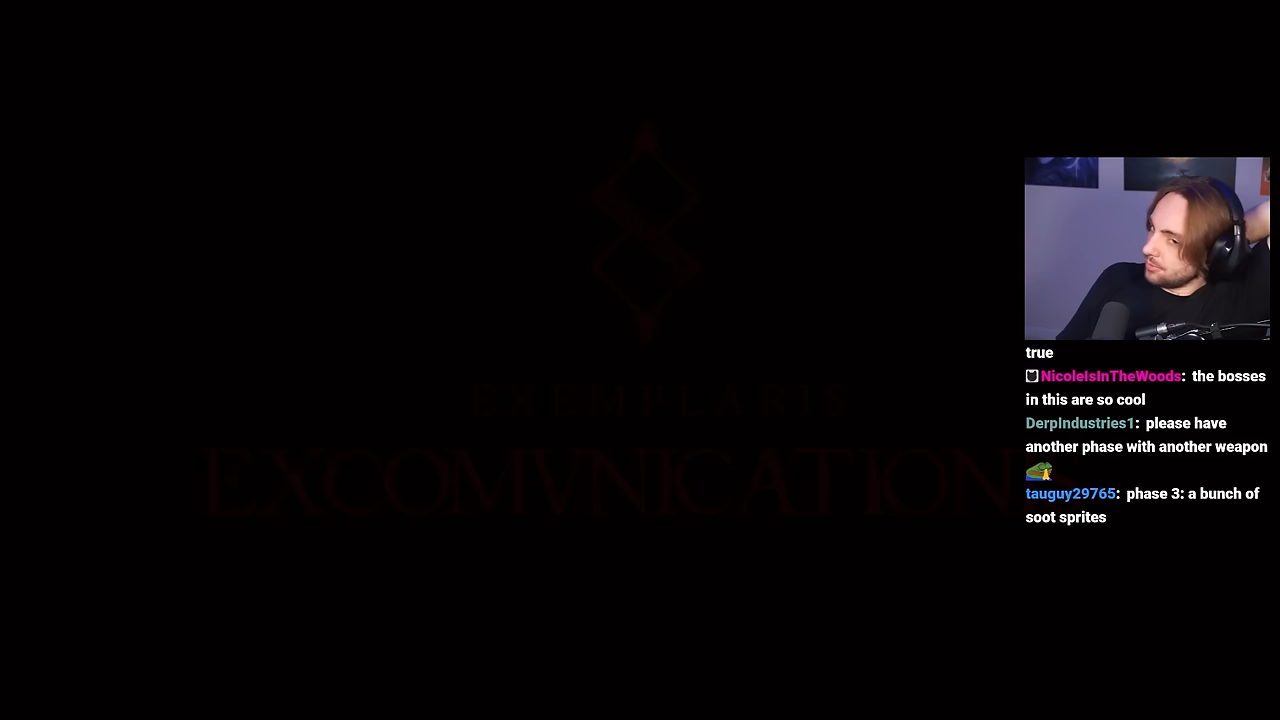 EXEMPLARIS
EXCOMVNICATION
true
NicoleIsInTheWoods: the bosses
in this are so cool
DerpIndustries1: please have
another phase with another weapon
tauguy29765: phase 3: a bunch of
soot sprites